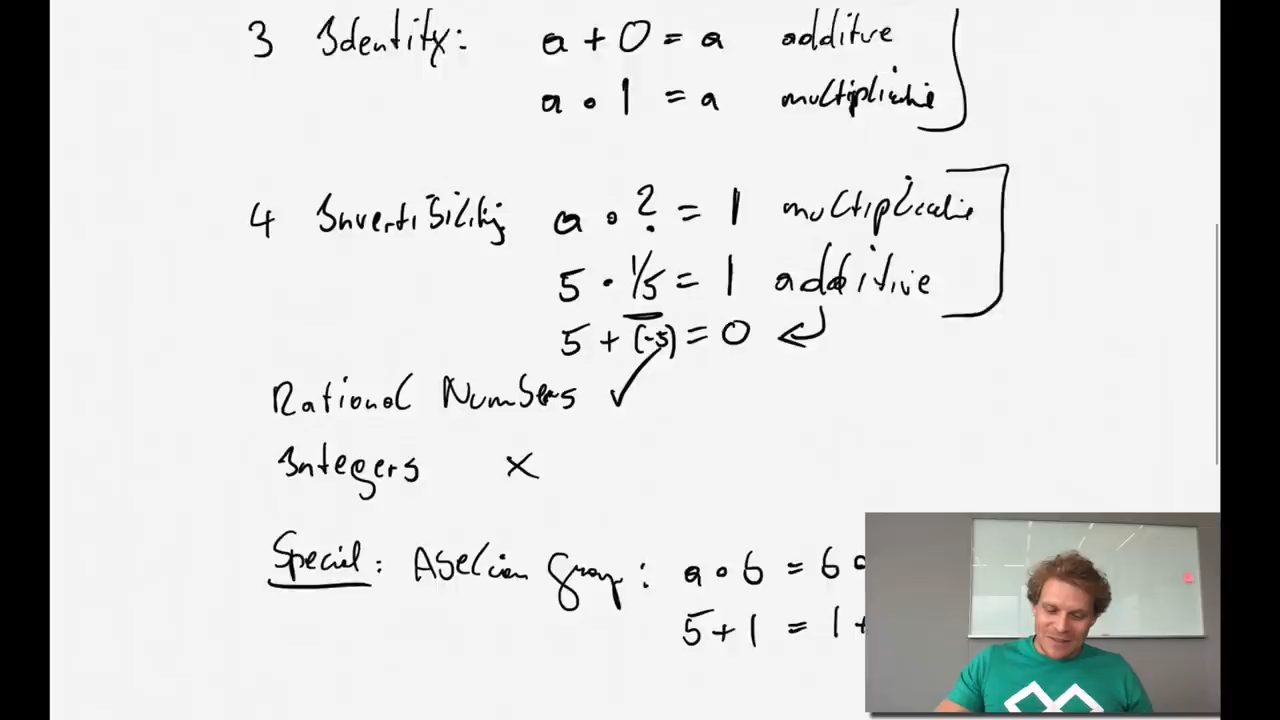 3 Identity: a + 0 = a additive
a ∘ 1 = a multiplicative
4 Invertibility a ∘ ? = 1 multiplicative
5 · 1/5 = 1 additive
5 + (-5) = 0
Rational Numbers ✓
Integers ×
Special: Abelian group: a ∘ b = b ∘
5 + 1 = 1 +